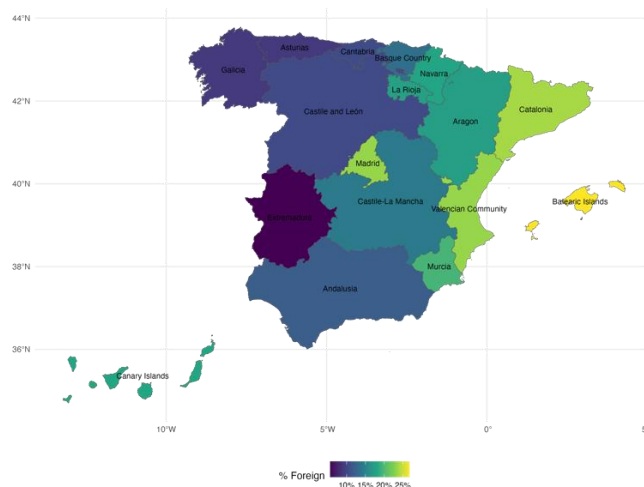 44°N
Asturias
Cantabria
Basque Country
Galicia
Navarra
42°N
La Rioja
Castile and León
Catalonia
Aragon
Madrid
40°N
Castile-La Mancha
Balearic Islands
Valencian Community
Extremadura
38°N
Murcia
Andalusia
36°N
Canary Islands
10°W
5°W
0°
% Foreign
10% 15% 20% 25%